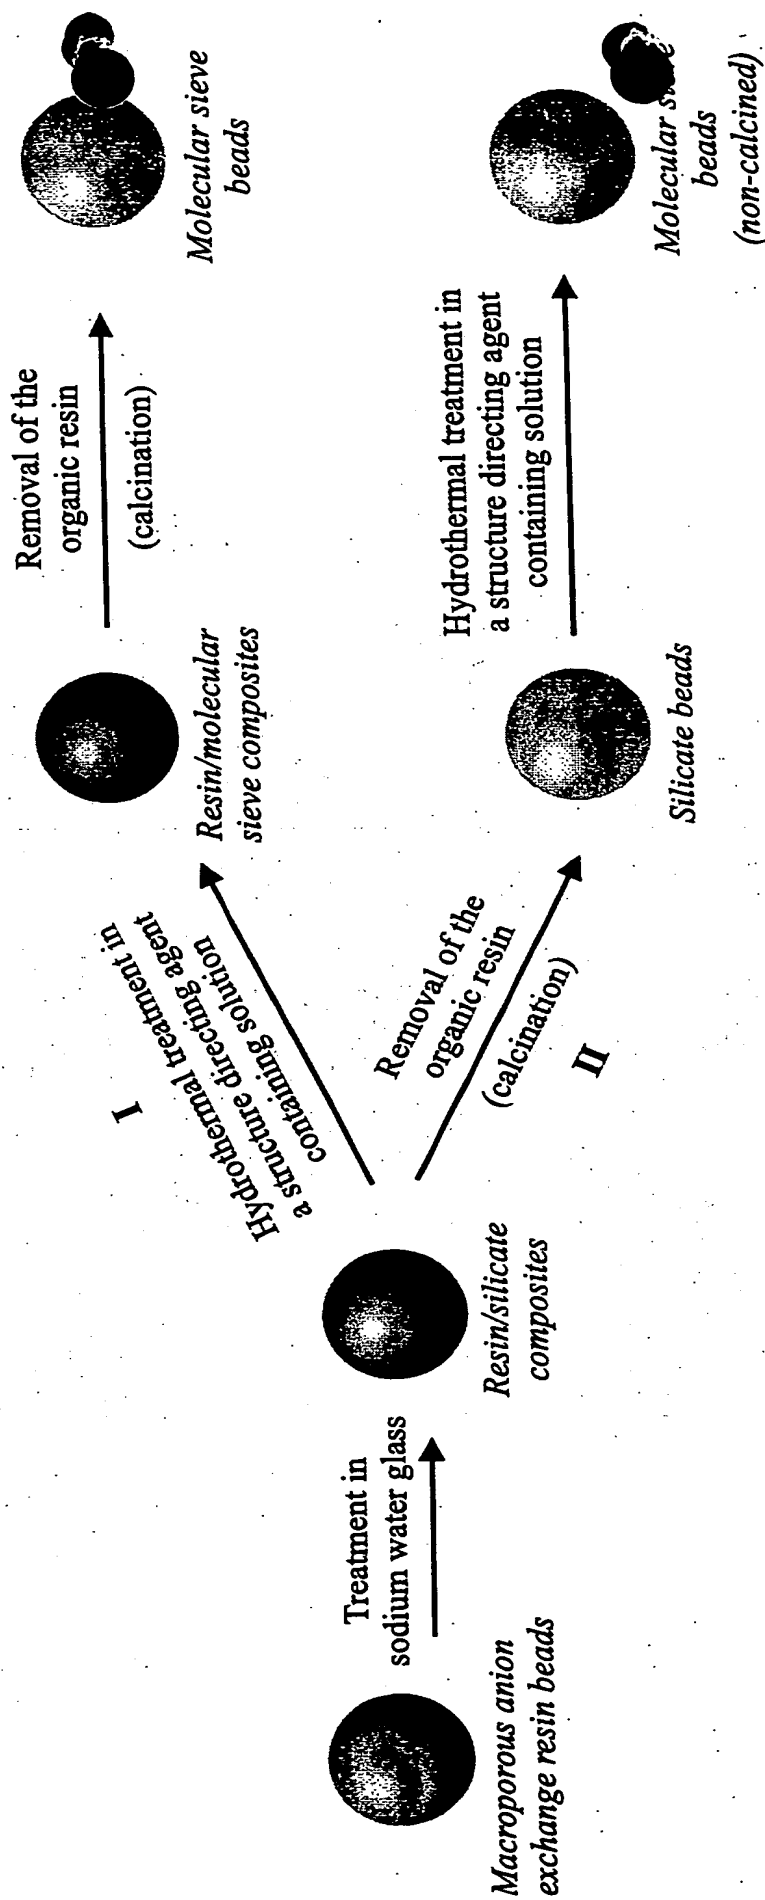 Macroporous anion
exchange resin beads
Treatment in
sodium water glass
Resin/silicate
composites
I
Hydrothermal treatment in
a structure directing agent
containing solution
Resin/molecular
sieve composites
Removal of the
organic resin
(calcination)
Molecular sieve
beads
Removal of the
organic resin
(calcination)
II
Silicate beads
Hydrothermal treatment in
a structure directing agent
containing solution
Molecular sieve
beads
(non-calcined)